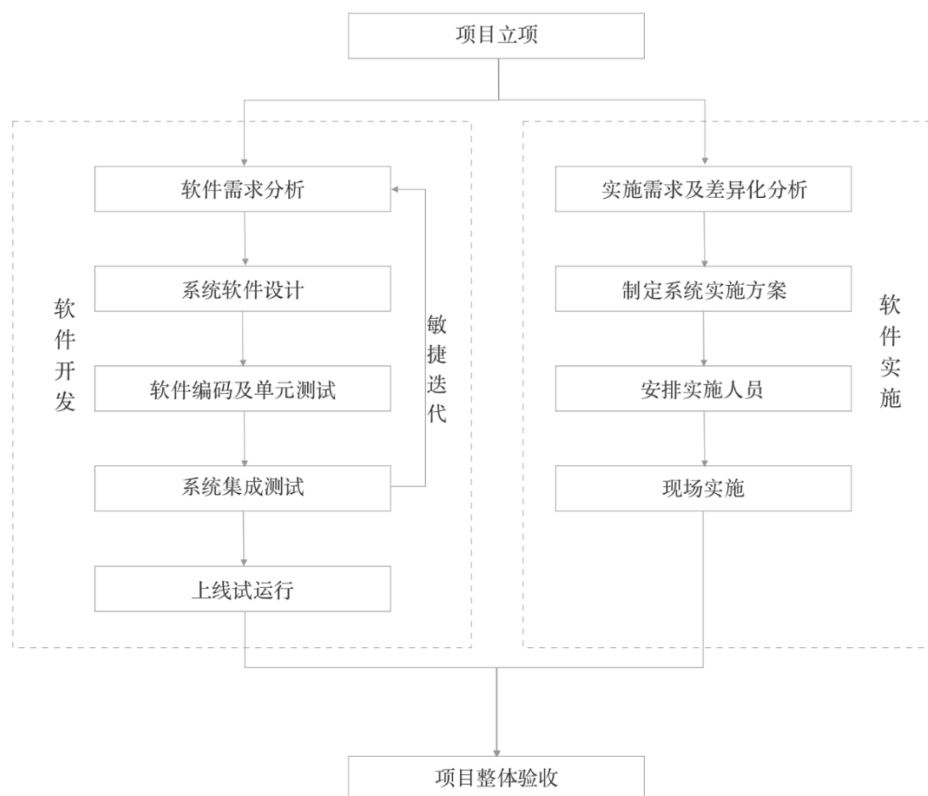 项目立项
软件需求分析
系统软件设计
软件编码及单元测试
系统集成测试
上线试运行
软件开发
敏捷迭代
实施需求及差异化分析
制定系统实施方案
安排实施人员
现场实施
软件实施
项目整体验收